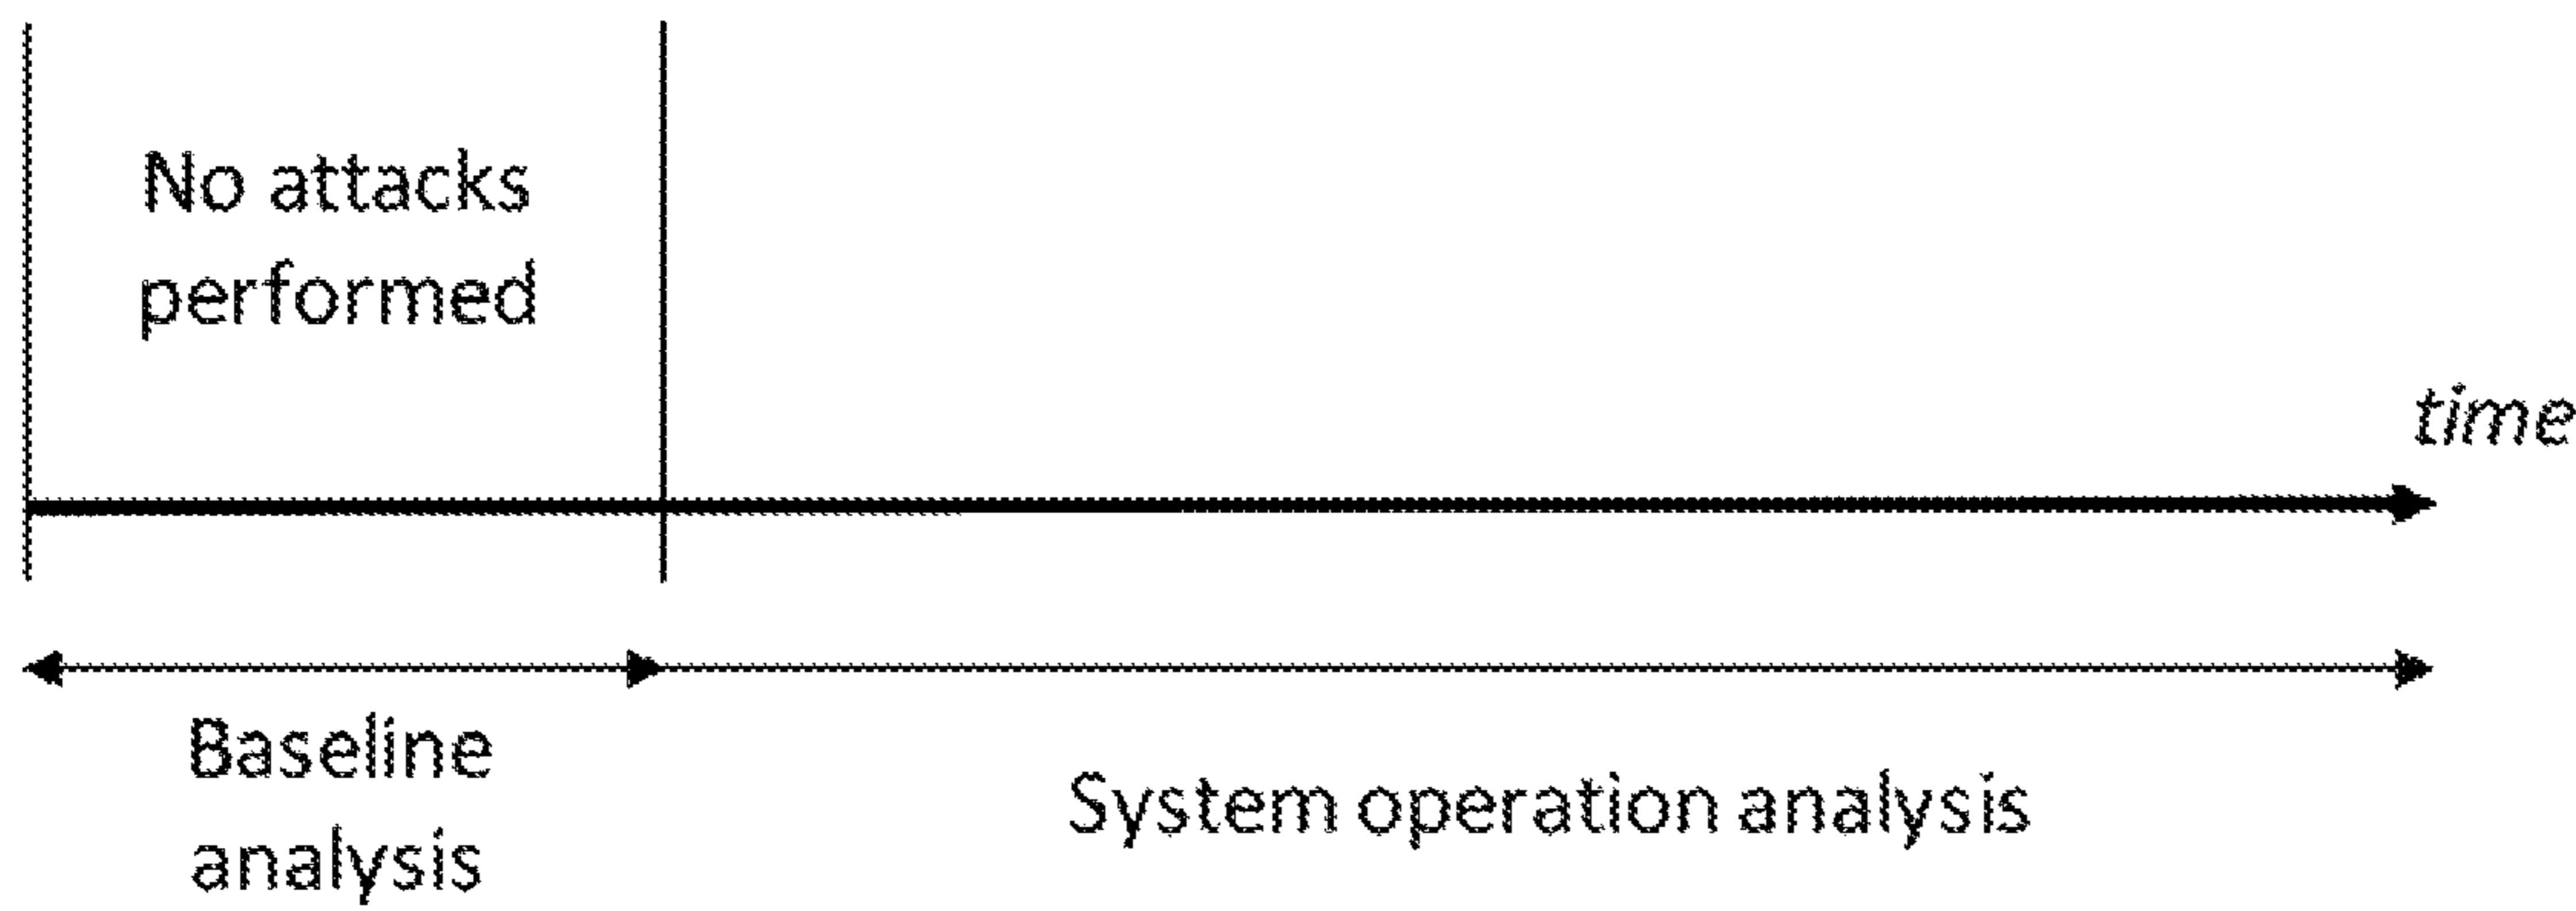 No attacks
performed
time
Baseline
analysis
System operation analysis